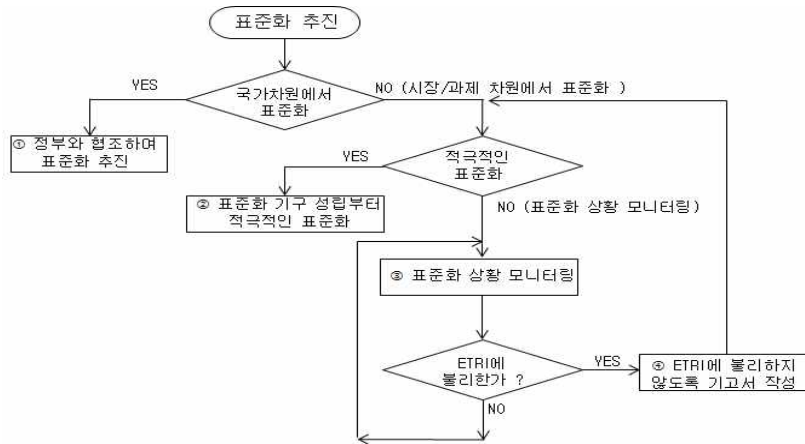 표준화 추진
YES
국가차원에서
표준화
NO (시장/과제 차원에서 표준화 )
① 정부와 협조하며
표준화 추진
YES
적극적인
표준화
② 표준화 기구 성립부터
적극적인 표준화
NO (표준화 상황 모니터링)
③ 표준화 상황 모니터링
ETRI에
불리한가 ?
YES
④ ETRI에 불리하지
않도록 기고서 작성
NO